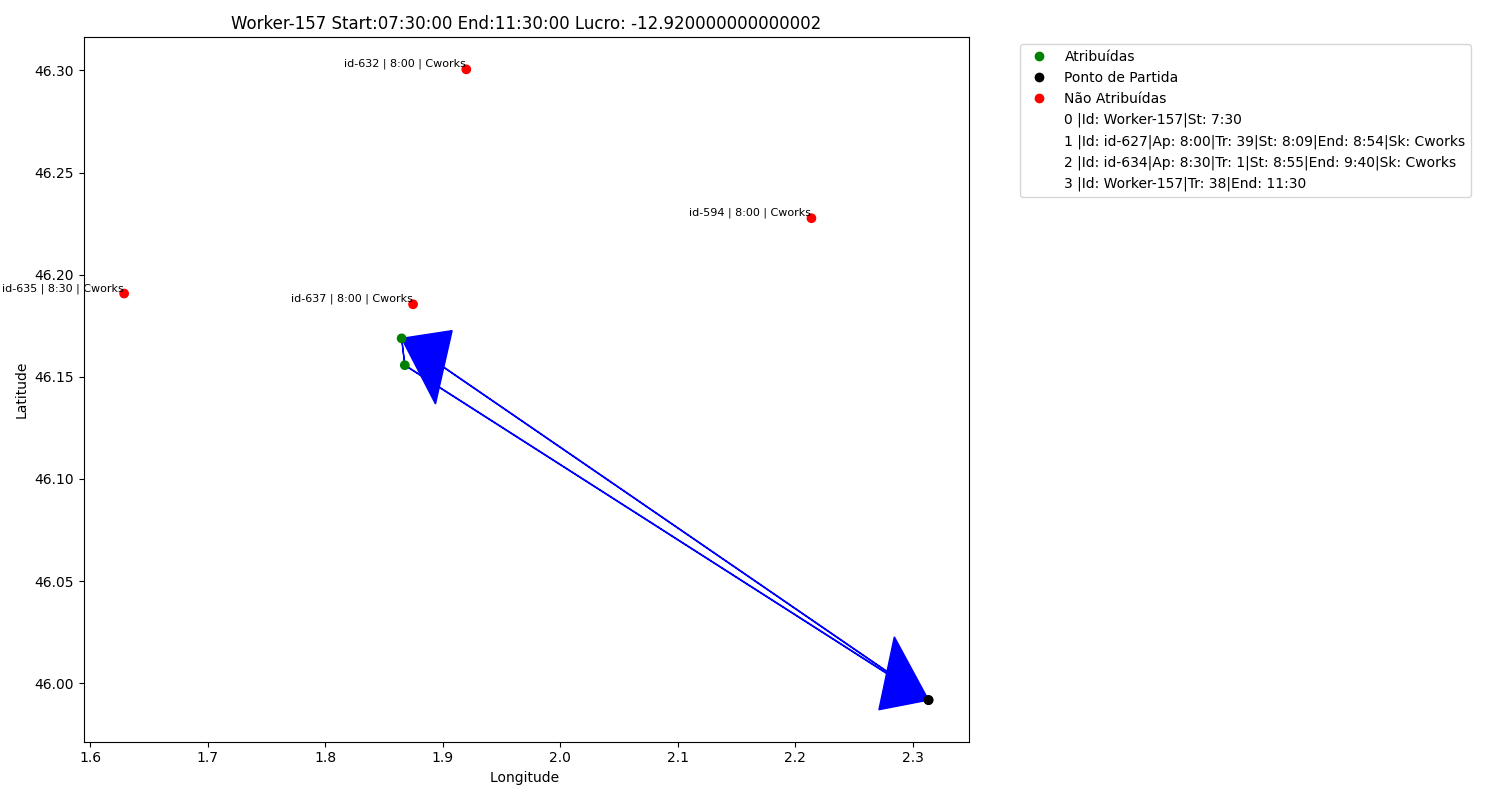 Worker-157 Start:07:30:00 End:11:30:00 Lucro: -12.920000000000002
46.30
46.25
46.20
46.15
46.10
46.05
46.00
Latitude
id-632 | 8:00 | Cworks
id-594 | 8:00 | Cworks
id-635 | 8:30 | Cworks
id-637 | 8:00 | Cworks
1.6 1.7 1.8 1.9 2.0 2.1 2.2 2.3
Longitude
Atribuídas
Ponto de Partida
Não Atribuídas
0 |Id: Worker-157|St: 7:30
1 |Id: id-627|Ap: 8:00|Tr: 39|St: 8:09|End: 8:54|Sk: Cworks
2 |Id: id-634|Ap: 8:30|Tr: 1|St: 8:55|End: 9:40|Sk: Cworks
3 |Id: Worker-157|Tr: 38|End: 11:30